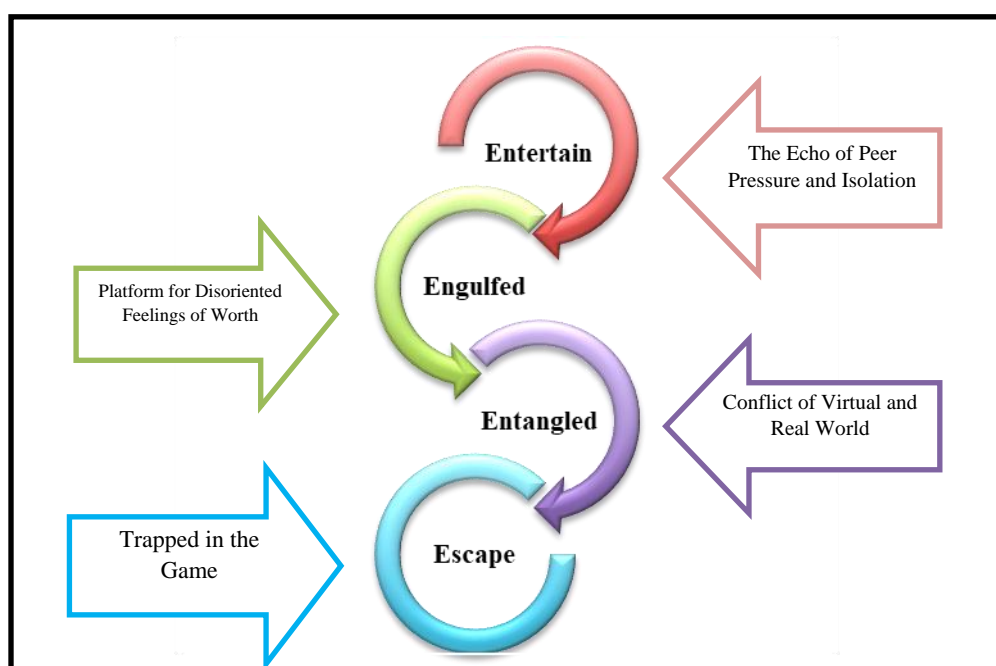 Entertain
The Echo of Peer
Pressure and Isolation
Engulfed
Platform for Disoriented
Feelings of Worth
Entangled
Conflict of Virtual and
Real World
Escape
Trapped in the
Game